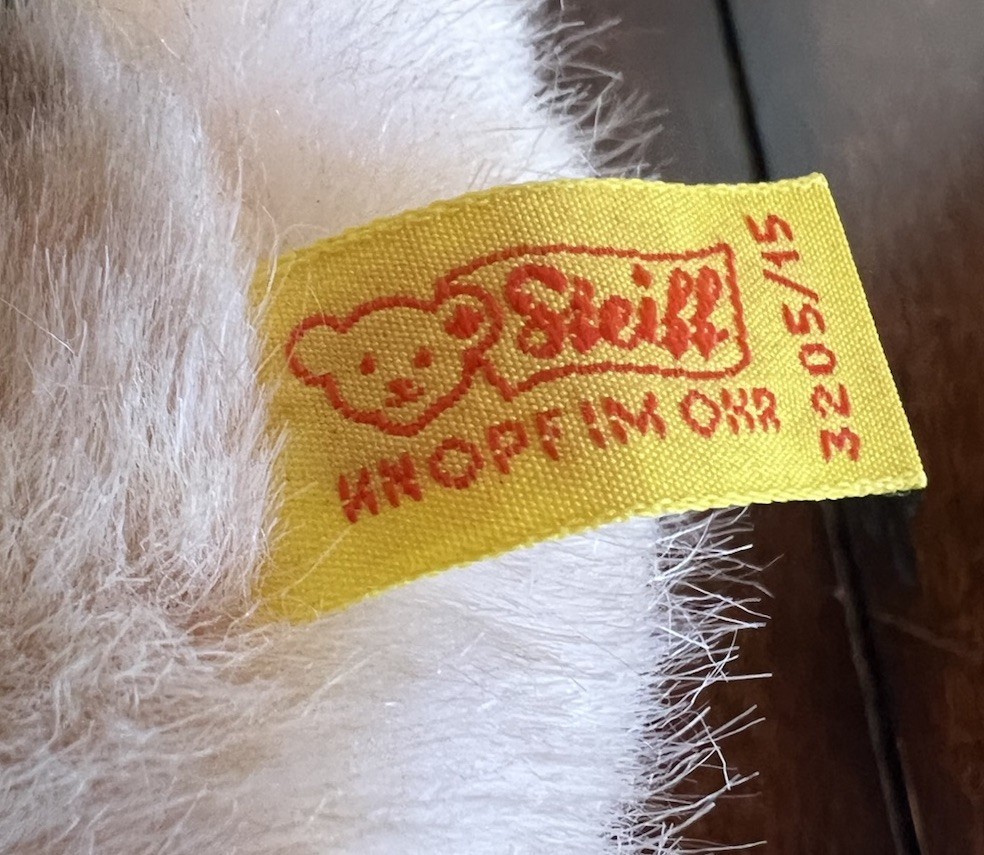 Steiff
KNOPF IM OHR
3205/15